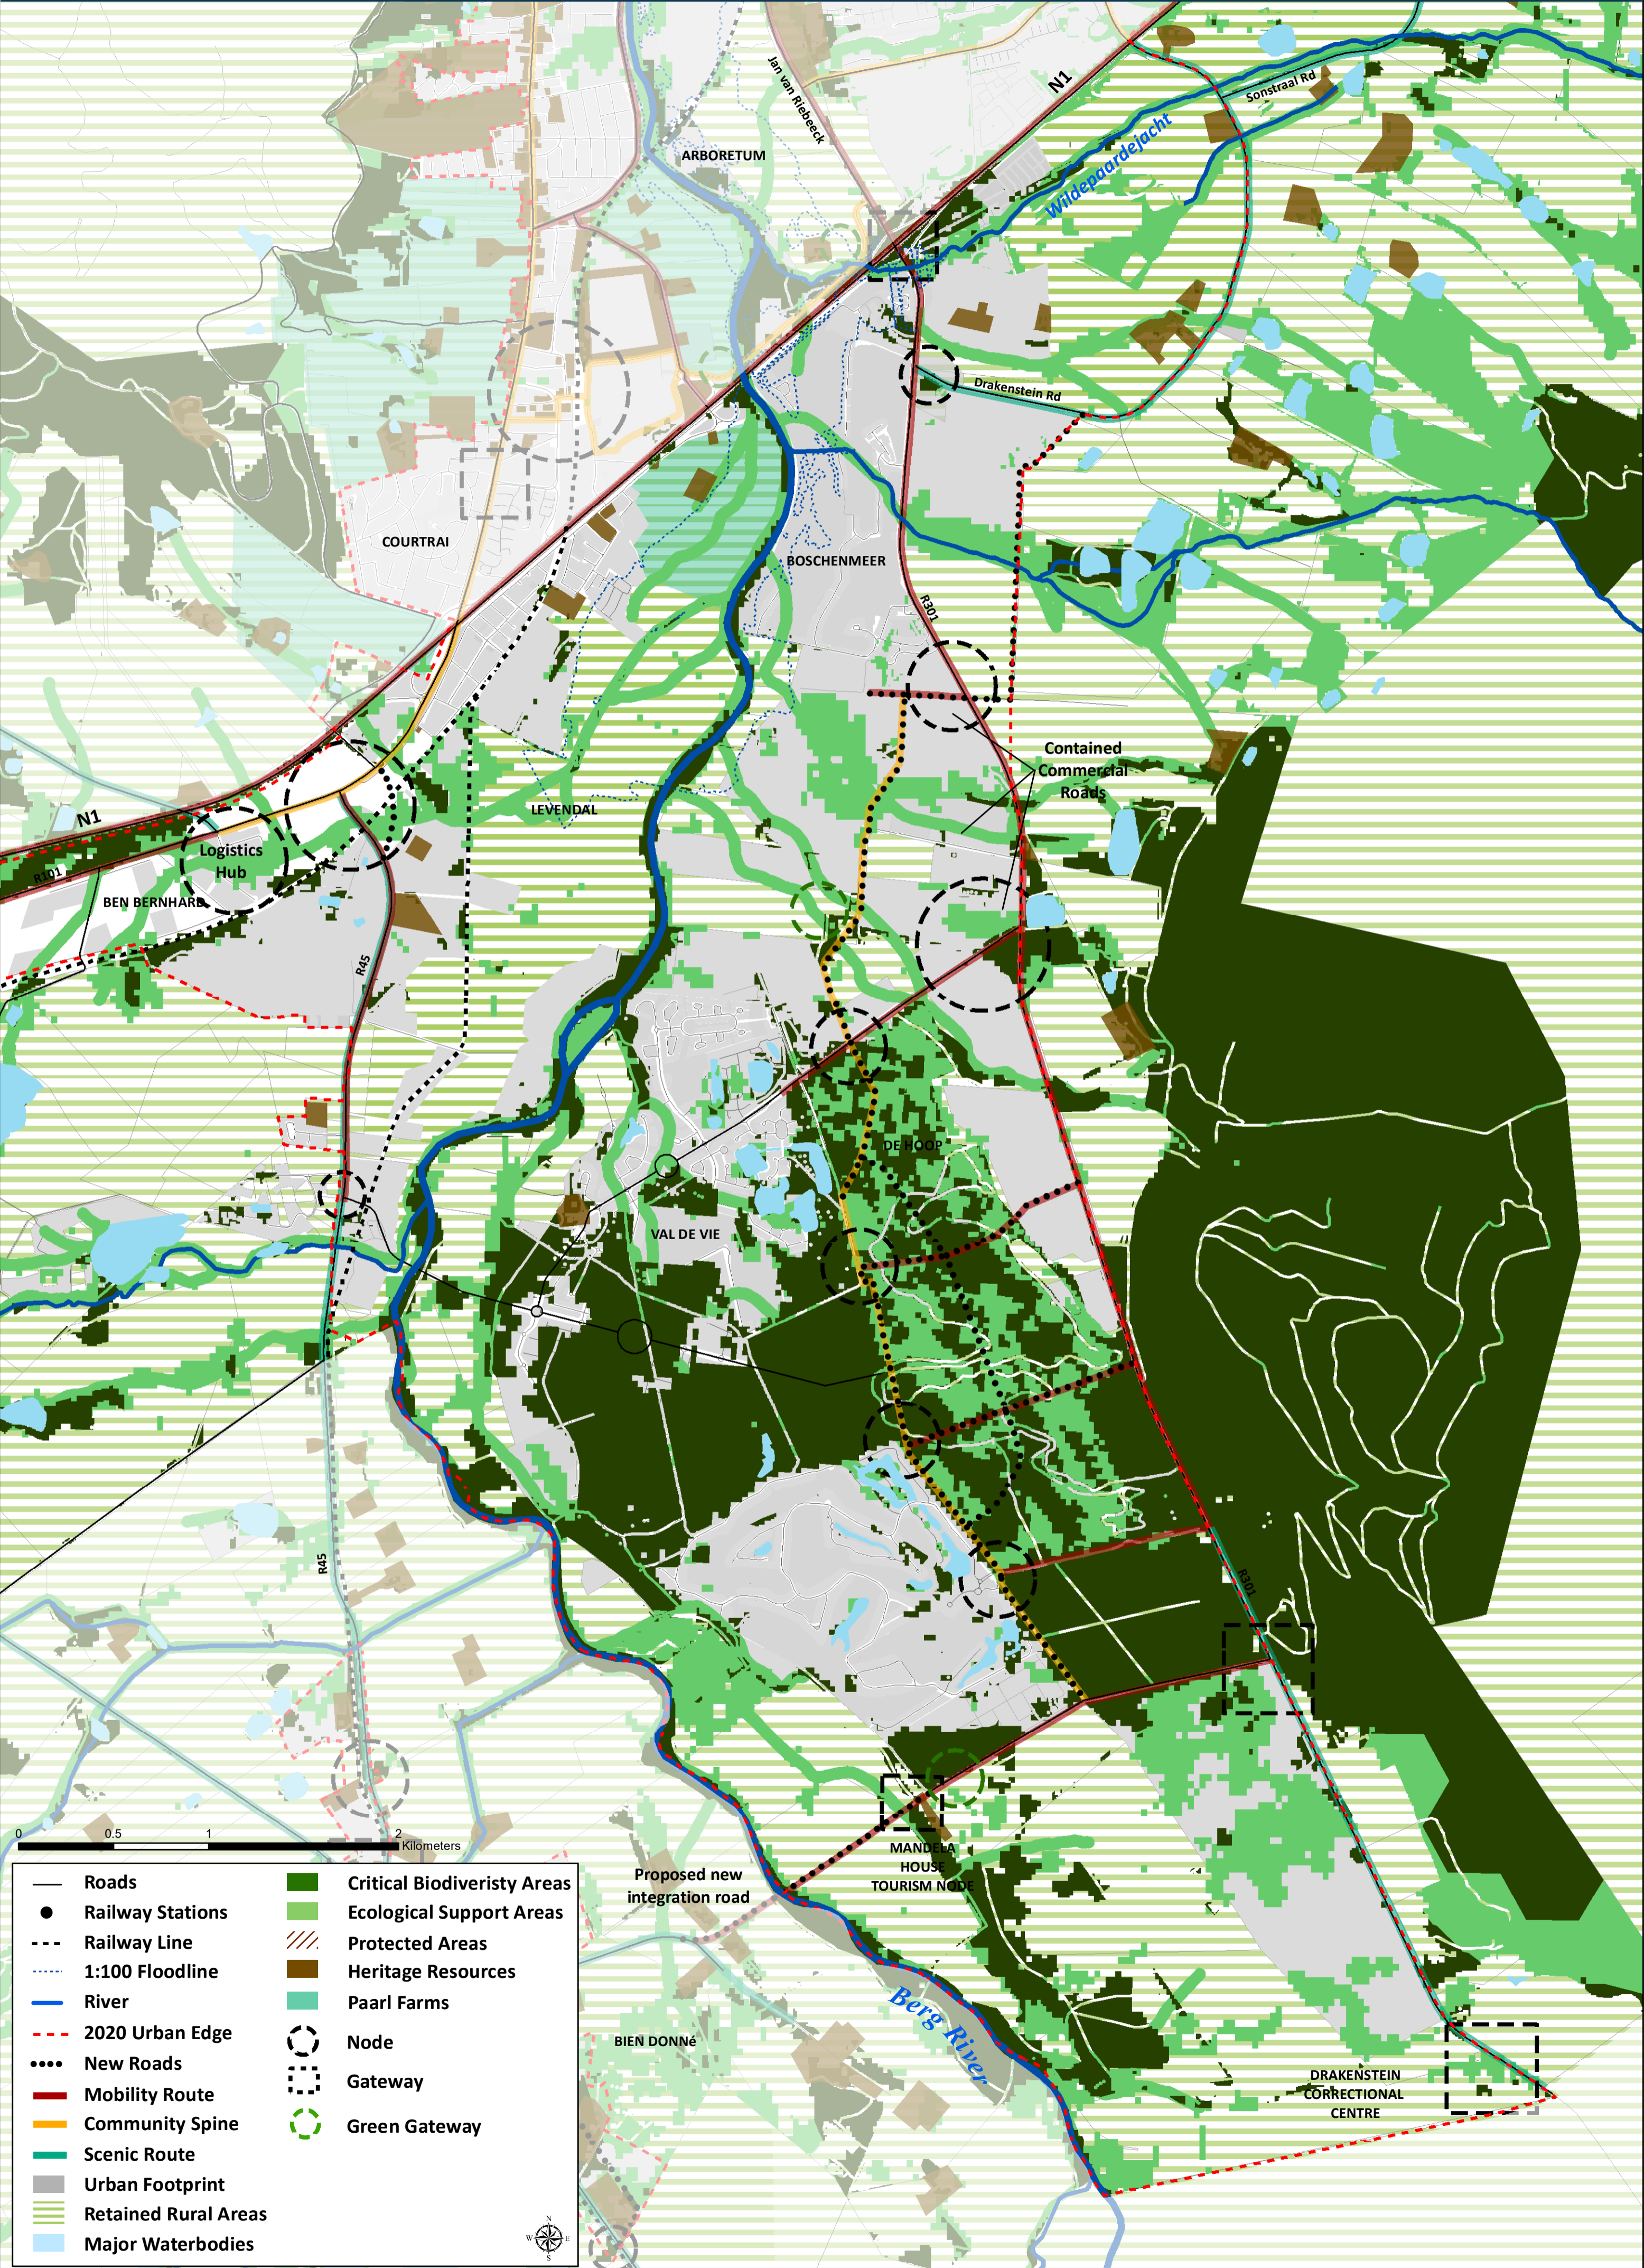 Jan van Riebeeck
N1
Sonstraal Rd
ARBORETUM
Wildepaardejacht
Drakenstein Rd
COURTRAI
BOSCHENMEER
R301
Contained
Commercial
Roads
LEVENDAL
N1
Logistics
Hub
R101
BEN BERNHARD
R45
DE HOOP
VAL DE VIE
R45
R301
MANDELA
HOUSE
TOURISM NODE
Proposed new
integration road
Berg River
BIEN DONNé
DRAKENSTEIN
CORRECTIONAL
CENTRE
0 0.5 1 2
Kilometers
Roads
Railway Stations
Railway Line
1:100 Floodline
River
2020 Urban Edge
New Roads
Mobility Route
Community Spine
Scenic Route
Urban Footprint
Retained Rural Areas
Major Waterbodies
Critical Biodiveristy Areas
Ecological Support Areas
Protected Areas
Heritage Resources
Paarl Farms
Node
Gateway
Green Gateway
N
W E
S